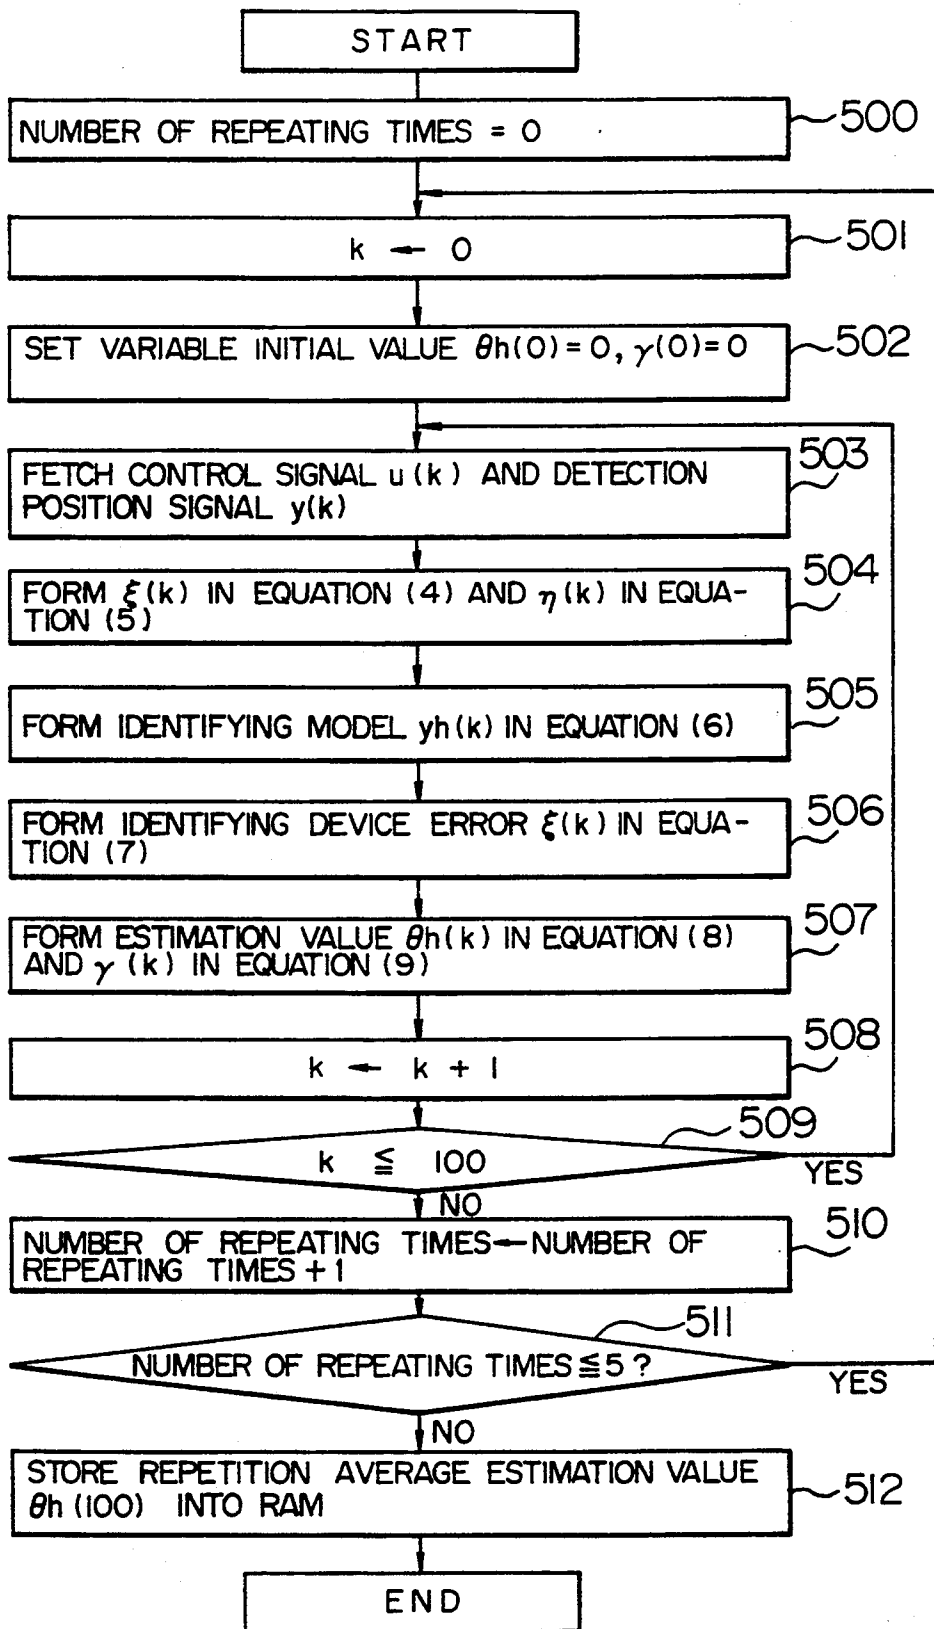 START
NUMBER OF REPEATING TIMES = 0
500
k ← 0
501
SET VARIABLE INITIAL VALUE θh(0)=0, γ(0)=0
502
FETCH CONTROL SIGNAL u(k) AND DETECTION
POSITION SIGNAL y(k)
503
FORM ξ(k) IN EQUATION (4) AND η(k) IN EQUA-
TION (5)
504
FORM IDENTIFYING MODEL yh(k) IN EQUATION (6)
505
FORM IDENTIFYING DEVICE ERROR ξ(k) IN EQUA-
TION (7)
506
FORM ESTIMATION VALUE θh(k) IN EQUATION (8)
AND γ(k) IN EQUATION (9)
507
k ← k + 1
508
509
k ≦ 100
YES
NO
NUMBER OF REPEATING TIMES←NUMBER OF
REPEATING TIMES +1
510
511
NUMBER OF REPEATING TIMES≦5?
YES
NO
STORE REPETITION AVERAGE ESTIMATION VALUE
θh(100) INTO RAM
512
END